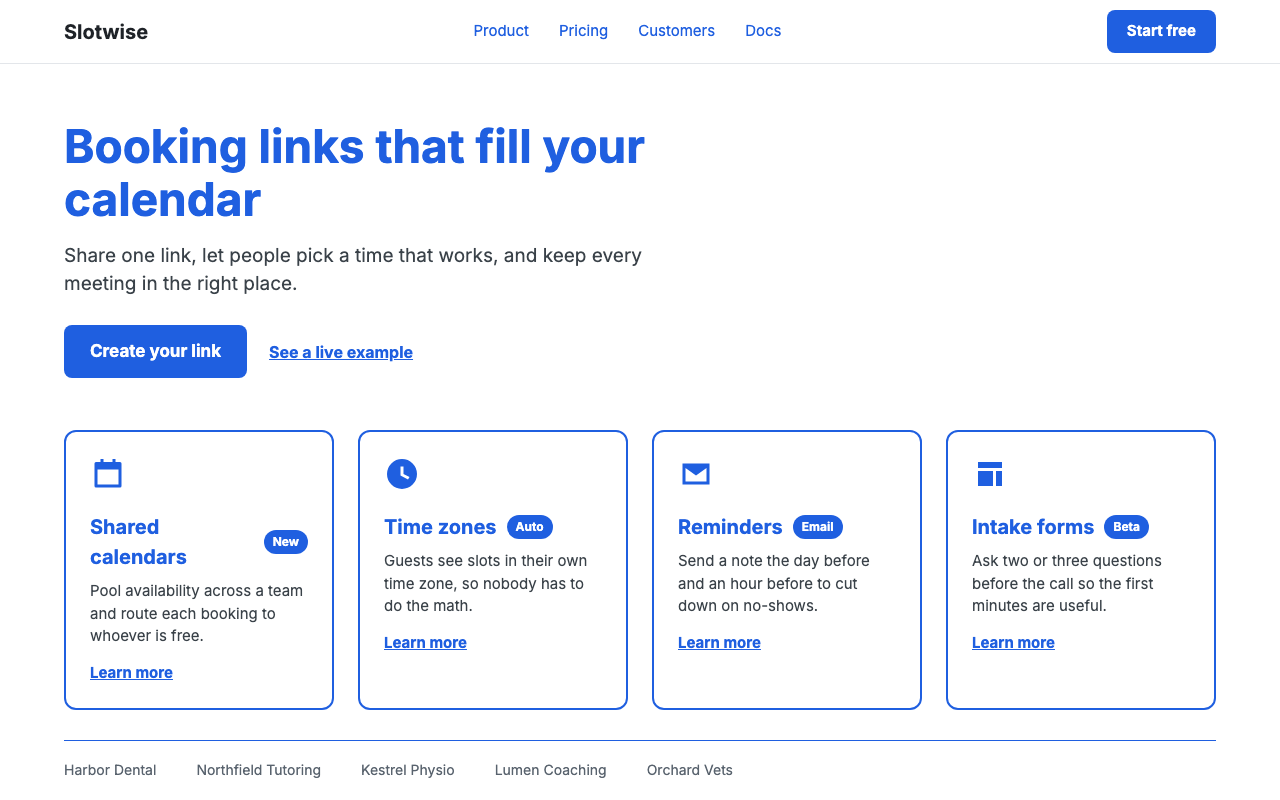 Slotwise
Product
Pricing
Customers
Docs
Start free
Booking links that fill your
calendar
Share one link, let people pick a time that works, and keep every
meeting in the right place.
Create your link
See a live example
Shared
calendars
New
Pool availability across a team
and route each booking to
whoever is free.
Learn more
Time zones
Auto
Guests see slots in their own
time zone, so nobody has to
do the math.
Learn more
Reminders
Email
Send a note the day before
and an hour before to cut
down on no-shows.
Learn more
Intake forms
Beta
Ask two or three questions
before the call so the first
minutes are useful.
Learn more
Harbor Dental
Northfield Tutoring
Kestrel Physio
Lumen Coaching
Orchard Vets